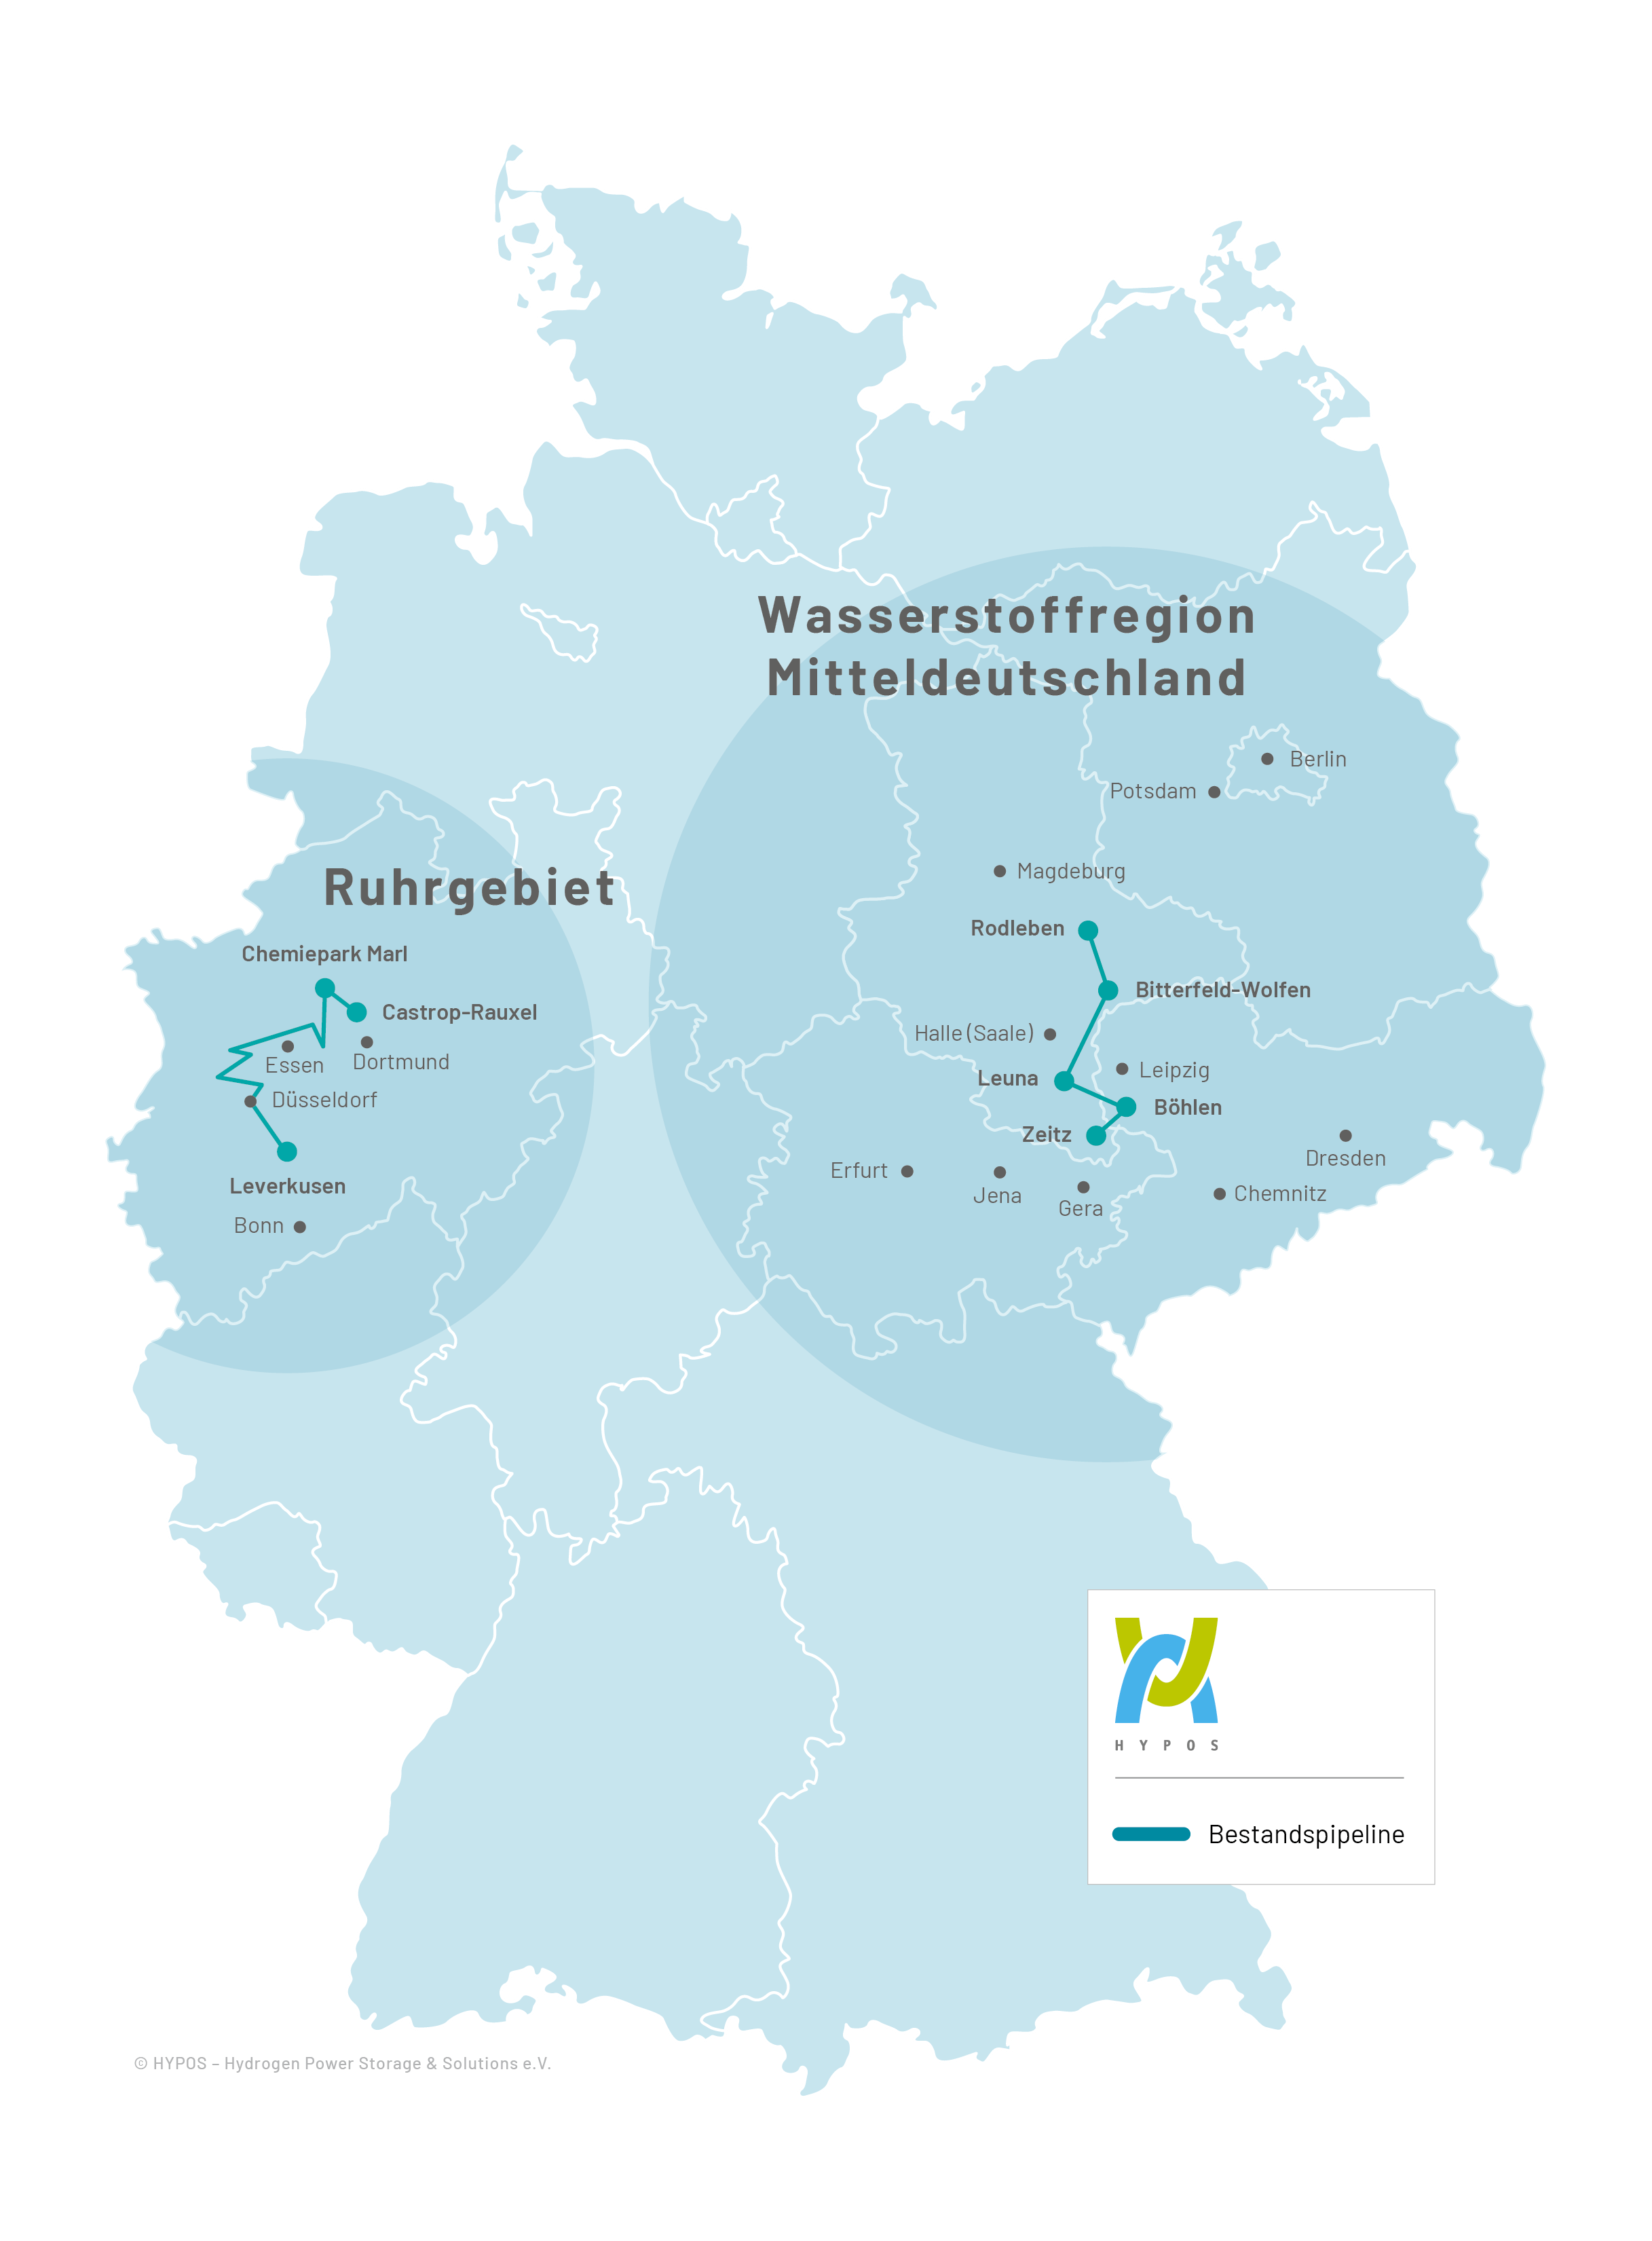 Wasserstoffregion
Mitteldeutschland
Berlin
Potsdam
Ruhrgebiet
Magdeburg
Rodleben
Chemiepark Marl
Bitterfeld-Wolfen
Castrop-Rauxel
Halle (Saale)
Essen
Dortmund
Leipzig
Leuna
Düsseldorf
Böhlen
Zeitz
Dresden
Erfurt
Leverkusen
Jena
Chemnitz
Gera
Bonn
HYPOS
Bestandspipeline
© HYPOS – Hydrogen Power Storage & Solutions e.V.